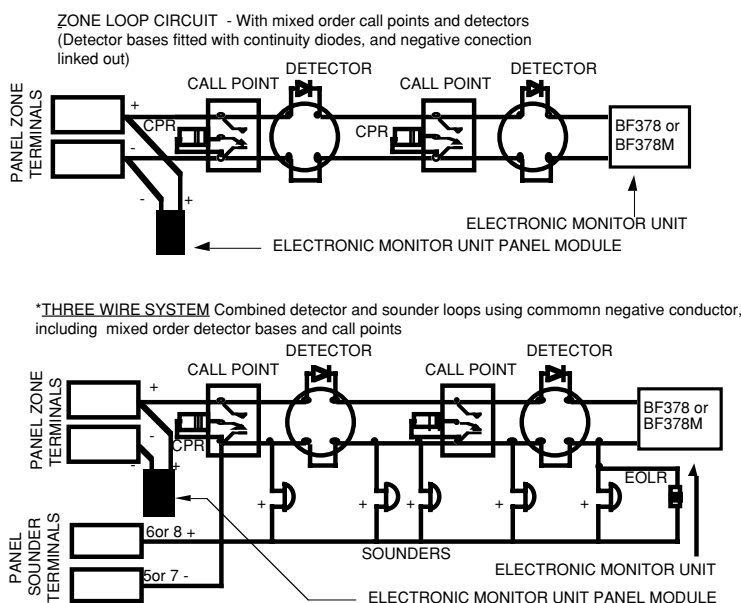 ZONE LOOP CIRCUIT - With mixed order call points and detectors
(Detector bases fitted with continuity diodes, and negative conection
linked out)
DETECTOR
DETECTOR
CALL POINT
CALL POINT
PANEL ZONE
TERMINALS
+
-
CPR
CPR
BF378 or
BF378M
-
+
ELECTRONIC MONITOR UNIT
ELECTRONIC MONITOR UNIT PANEL MODULE
*THREE WIRE SYSTEM Combined detector and sounder loops using commomn negative conductor,
including mixed order detector bases and call points
DETECTOR
DETECTOR
CALL POINT
CALL POINT
PANEL ZONE
TERMINALS
+
-
CPR
BF378 or
BF378M
-
+
EOLR
+
+
+
+
+
PANEL
SOUNDER
TERMINALS
6or 8 +
SOUNDERS
5or 7 -
ELECTRONIC MONITOR UNIT
ELECTRONIC MONITOR UNIT PANEL MODULE